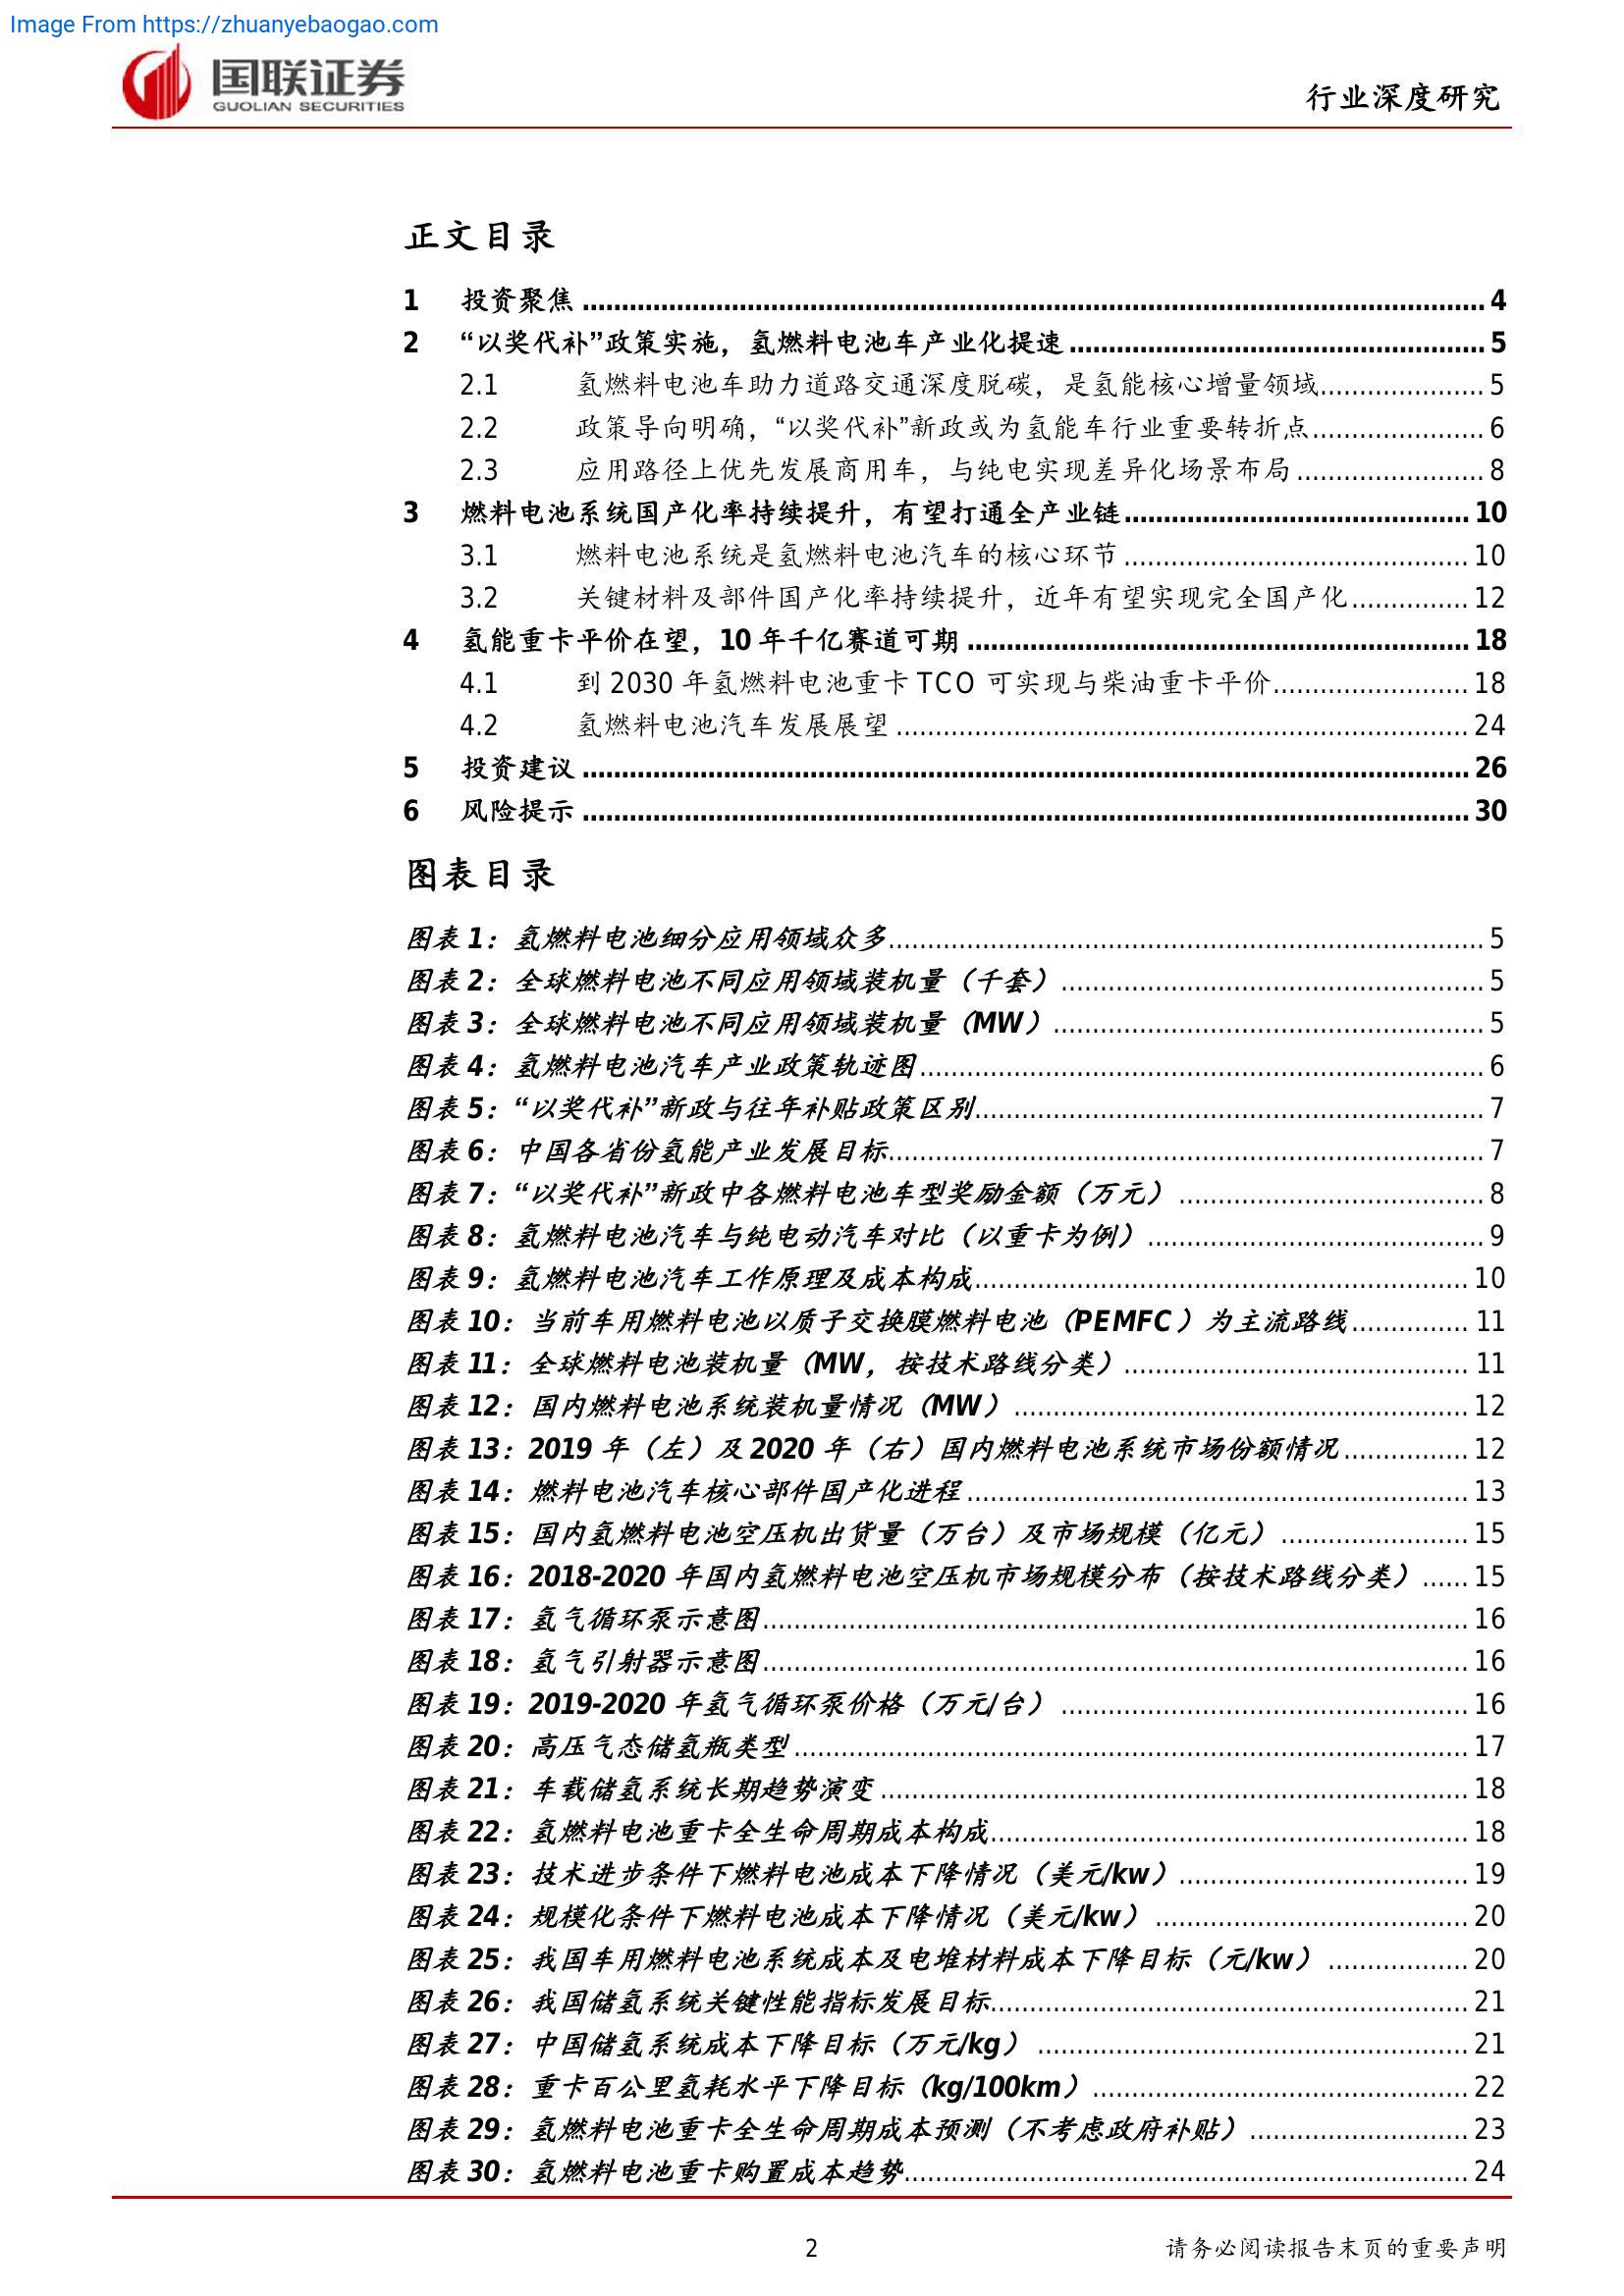 Image From https://zhuanyebaogao.com
国联证券
GUOLIAN SECURITIES
行业深度研究
正文目录
1 投资聚焦 ........ 4
2 “以奖代补”政策实施，氢燃料电池车产业化提速 ........ 5
2.1 氢燃料电池车助力道路交通深度脱碳，是氢能核心增量领域 ........ 5
2.2 政策导向明确，“以奖代补”新政或为氢能车行业重要转折点 ........ 6
2.3 应用路径上优先发展商用车，与纯电实现差异化场景布局 ........ 8
3 燃料电池系统国产化率持续提升，有望打通全产业链 ........ 10
3.1 燃料电池系统是氢燃料电池汽车的核心环节 ........ 10
3.2 关键材料及部件国产化率持续提升，近年有望实现完全国产化 ........ 12
4 氢能重卡平价在望，10 年千亿赛道可期 ........ 18
4.1 到 2030 年氢燃料电池重卡 TCO 可实现与柴油重卡平价 ........ 18
4.2 氢燃料电池汽车发展展望 ........ 24
5 投资建议 ........ 26
6 风险提示 ........ 30
图表目录
图表 1：氢燃料电池细分应用领域众多 ........ 5
图表 2：全球燃料电池不同应用领域装机量（千套） ........ 5
图表 3：全球燃料电池不同应用领域装机量（MW） ........ 5
图表 4：氢燃料电池汽车产业政策轨迹图 ........ 6
图表 5：“以奖代补”新政与往年补贴政策区别 ........ 7
图表 6：中国各省份氢能产业发展目标 ........ 7
图表 7：“以奖代补”新政中各燃料电池车型奖励金额（万元） ........ 8
图表 8：氢燃料电池汽车与纯电动汽车对比（以重卡为例） ........ 9
图表 9：氢燃料电池汽车工作原理及成本构成 ........ 10
图表 10：当前车用燃料电池以质子交换膜燃料电池（PEMFC）为主流路线 ........ 11
图表 11：全球燃料电池装机量（MW，按技术路线分类） ........ 11
图表 12：国内燃料电池系统装机量情况（MW） ........ 12
图表 13：2019 年（左）及 2020 年（右）国内燃料电池系统市场份额情况 ........ 12
图表 14：燃料电池汽车核心部件国产化进程 ........ 13
图表 15：国内氢燃料电池空压机出货量（万台）及市场规模（亿元） ........ 15
图表 16：2018-2020 年国内氢燃料电池空压机市场规模分布（按技术路线分类） ........ 15
图表 17：氢气循环泵示意图 ........ 16
图表 18：氢气引射器示意图 ........ 16
图表 19：2019-2020 年氢气循环泵价格（万元/台） ........ 16
图表 20：高压气态储氢瓶类型 ........ 17
图表 21：车载储氢系统长期趋势演变 ........ 18
图表 22：氢燃料电池重卡全生命周期成本构成 ........ 18
图表 23：技术进步条件下燃料电池成本下降情况（美元/kw） ........ 19
图表 24：规模化条件下燃料电池成本下降情况（美元/kw） ........ 20
图表 25：我国车用燃料电池系统成本及电堆材料成本下降目标（元/kw） ........ 20
图表 26：我国储氢系统关键性能指标发展目标 ........ 21
图表 27：中国储氢系统成本下降目标（万元/kg） ........ 21
图表 28：重卡百公里氢耗水平下降目标（kg/100km） ........ 22
图表 29：氢燃料电池重卡全生命周期成本预测（不考虑政府补贴） ........ 23
图表 30：氢燃料电池重卡购置成本趋势 ........ 24
2
请务必阅读报告末页的重要声明